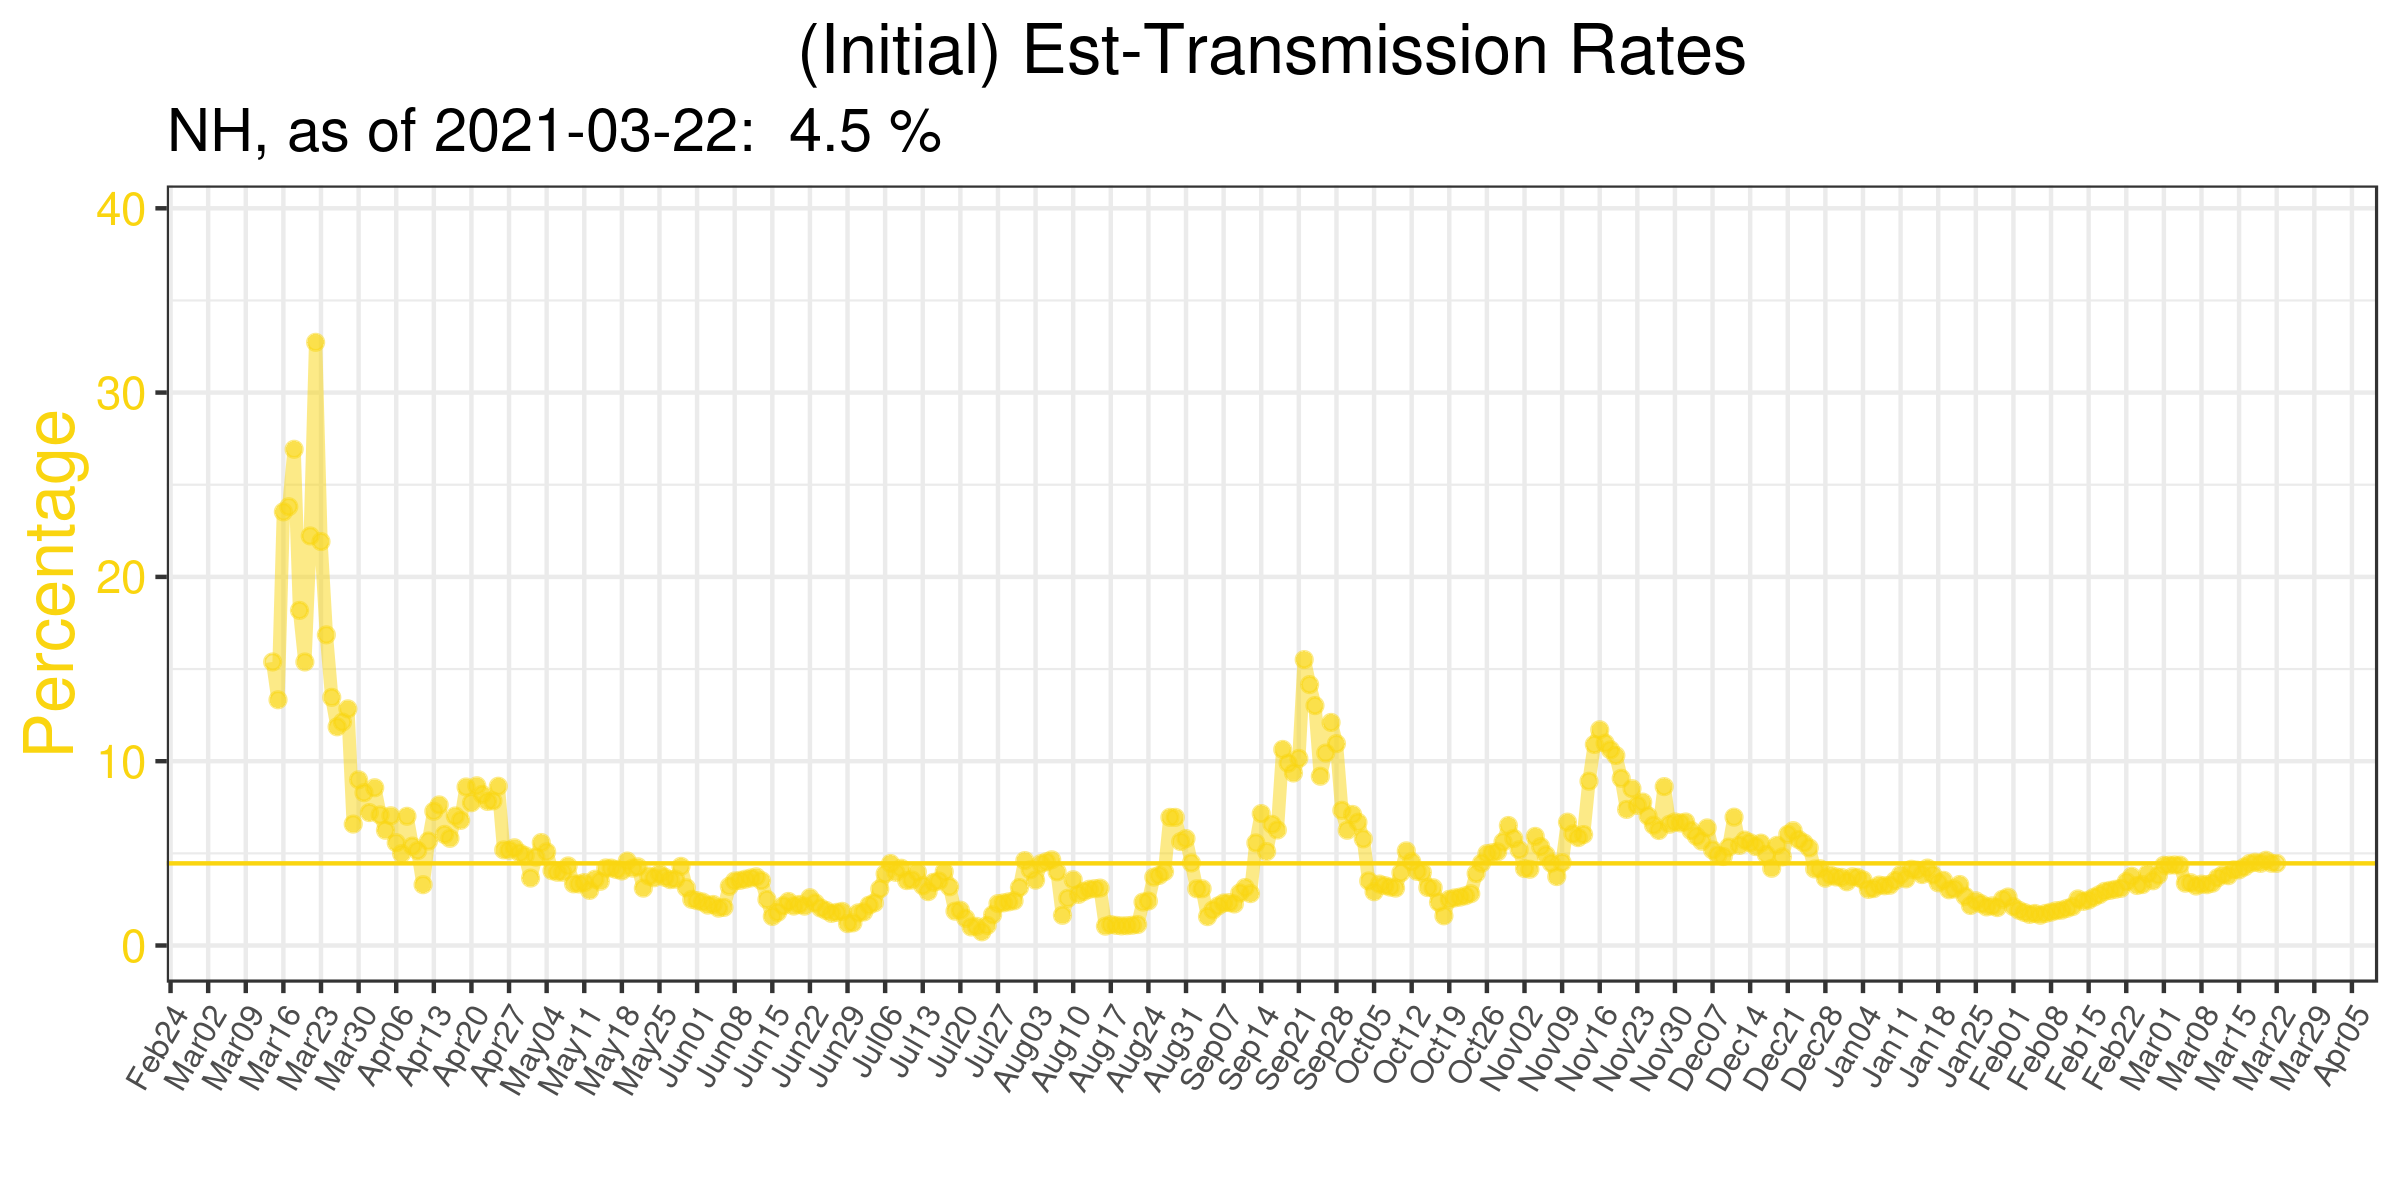 (Initial) Est-Transmission Rates
NH, as of 2021-03-22:  4.5 %
Percentage
40
30
20
10
0
Feb24
Mar02
Mar09
Mar16
Mar23
Mar30
Apr06
Apr13
Apr20
Apr27
May04
May11
May18
May25
Jun01
Jun08
Jun15
Jun22
Jun29
Jul06
Jul13
Jul20
Jul27
Aug03
Aug10
Aug17
Aug24
Aug31
Sep07
Sep14
Sep21
Sep28
Oct05
Oct12
Oct19
Oct26
Nov02
Nov09
Nov16
Nov23
Nov30
Dec07
Dec14
Dec21
Dec28
Jan04
Jan11
Jan18
Jan25
Feb01
Feb08
Feb15
Feb22
Mar01
Mar08
Mar15
Mar22
Mar29
Apr05